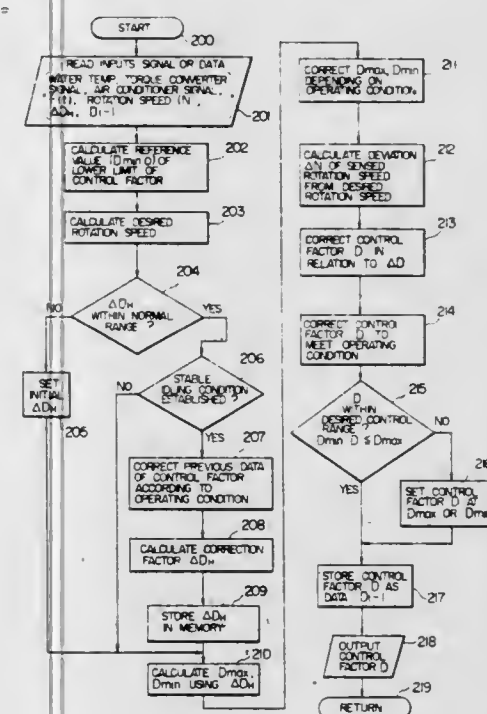 START
200
READ INPUTS SIGNAL OR DATA
WATER TEMP, TORQUE CONVERTER
SIGNAL, AIR CONDITIONER SIGNAL,
ROTATION SPEED (N
ΔDH, Di-1
201
202
CALCULATE REFERENCE
VALUE (Dmin o) OF
LOWER LIMIT OF
CONTROL FACTOR
203
CALCULATE DESIRED
ROTATION SPEED
204
NO
ΔDH
WITHIN NORMAL
RANGE ?
YES
SET
INITIAL
ΔDH
205
206
NO
STABLE
IDLING CONDITION
ESTABLISHED ?
YES
207
CORRECT PREVIOUS DATA
OF CONTROL FACTOR
ACCORDING TO
OPERATING CONDITION
208
CALCULATE CORRECTION
FACTOR ΔDH
209
STORE ΔDH
IN MEMORY
210
CALCULATE Dmax,
Dmin USING ΔDH
211
CORRECT Dmax, Dmin
DEPENDING ON
OPERATING CONDITION
212
CALCULATE DEVIATION
ΔN OF SENSED
ROTATION SPEED
FROM DESIRED
ROTATION SPEED
213
CORRECT CONTROL
FACTOR D IN
RELATION TO ΔD
214
CORRECT CONTROL
FACTOR D TO
MEET OPERATING
CONDITION
215
D
WITHIN
DESIRED CONTROL
RANGE ?
Dmin D ≤ Dmax
NO
YES
216
SET CONTROL
FACTOR D AT
Dmax OR Dmin
STORE CONTROL
FACTOR D AS
DATA Di-1
217
OUTPUT
CONTROL
FACTOR D
218
219
RETURN